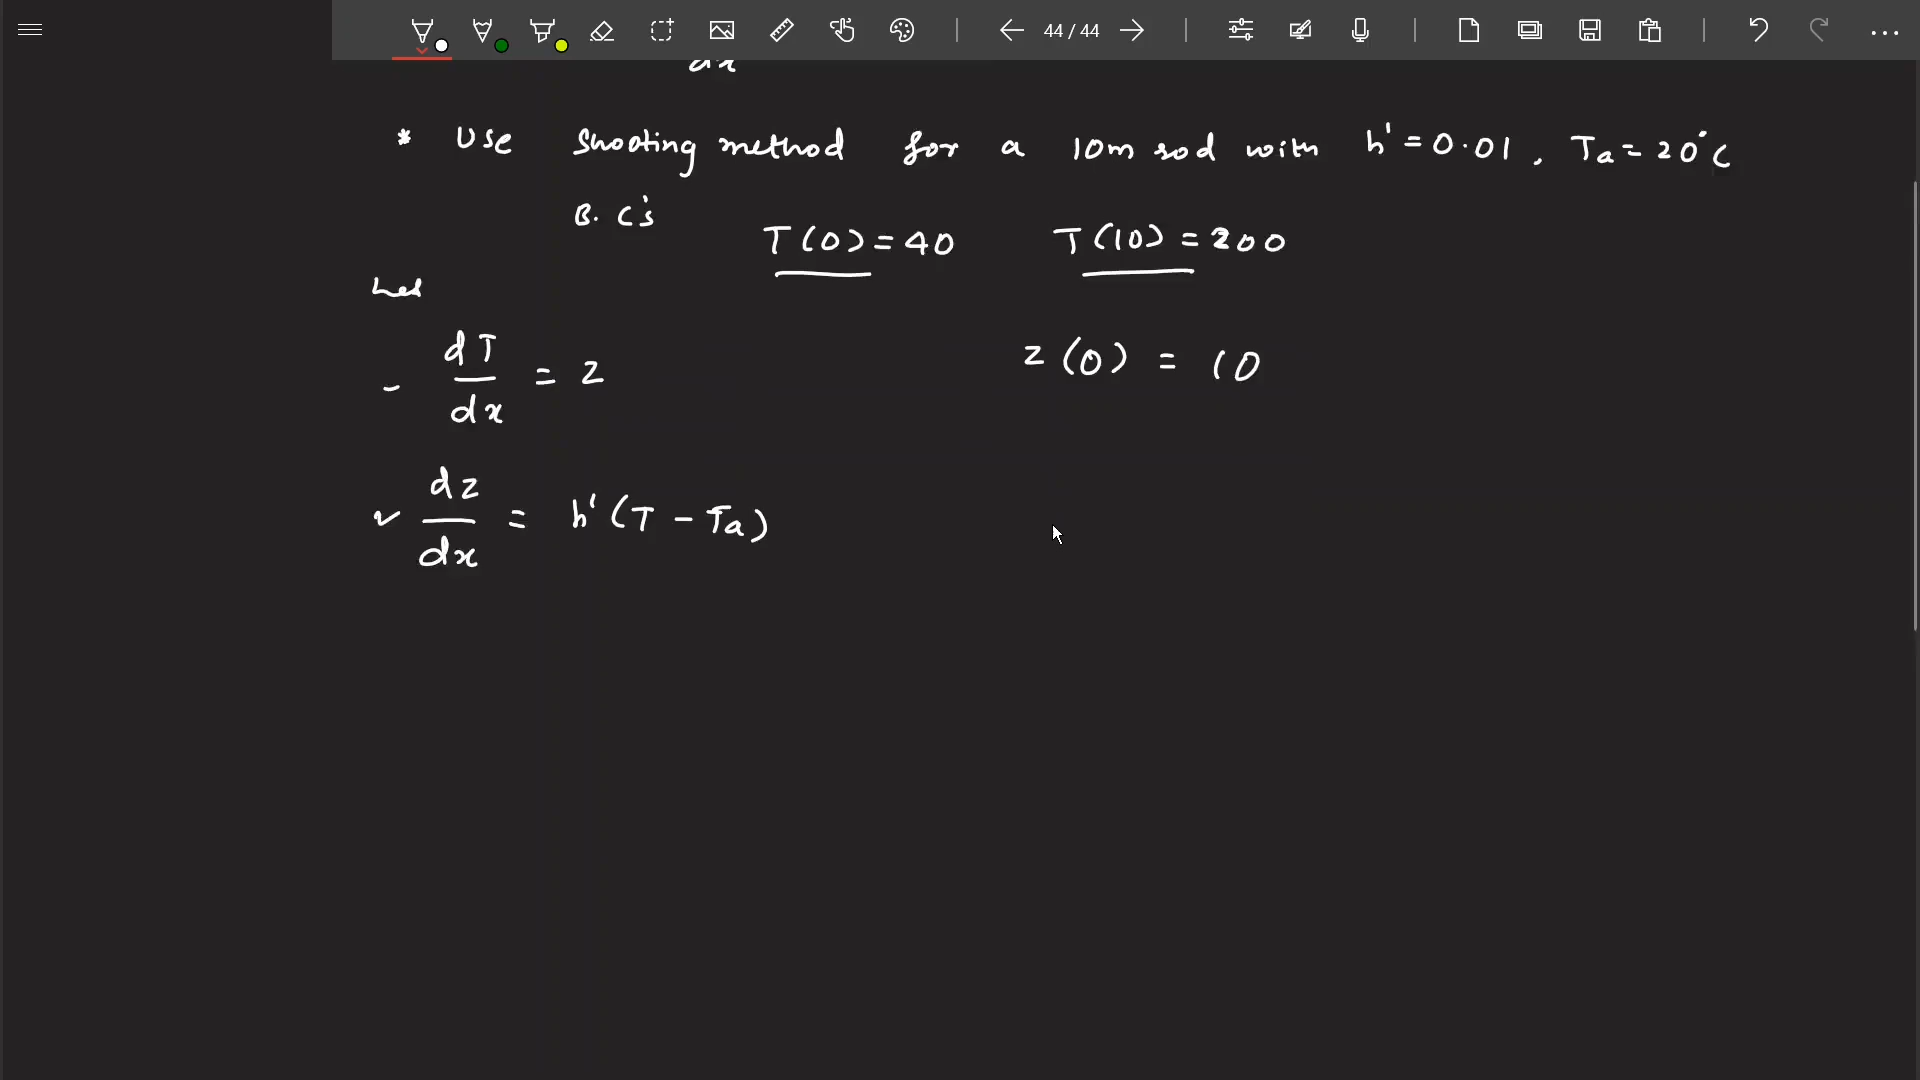 44 / 44
dx
* Use Shooting method for a 10m rod with h' = 0.01, Ta = 20°C
B. C's
T(0) = 40 T(10) = 200
Let
- dT/dx = z z(0) = 10
✓ dz/dx = h'(T - Ta)